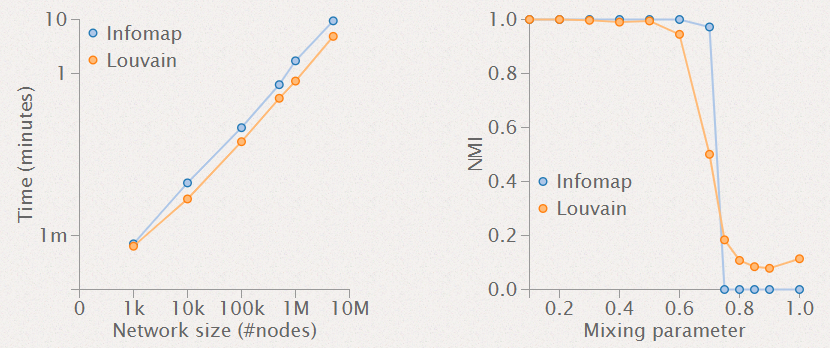 10
Infomap
Louvain
1
1m
Time (minutes)
0 1k 10k 100k 1M 10M
Network size (#nodes)
1.0
0.8
0.6
NMI
0.4
Infomap
Louvain
0.2
0.0
0.2 0.4 0.6 0.8 1.0
Mixing parameter